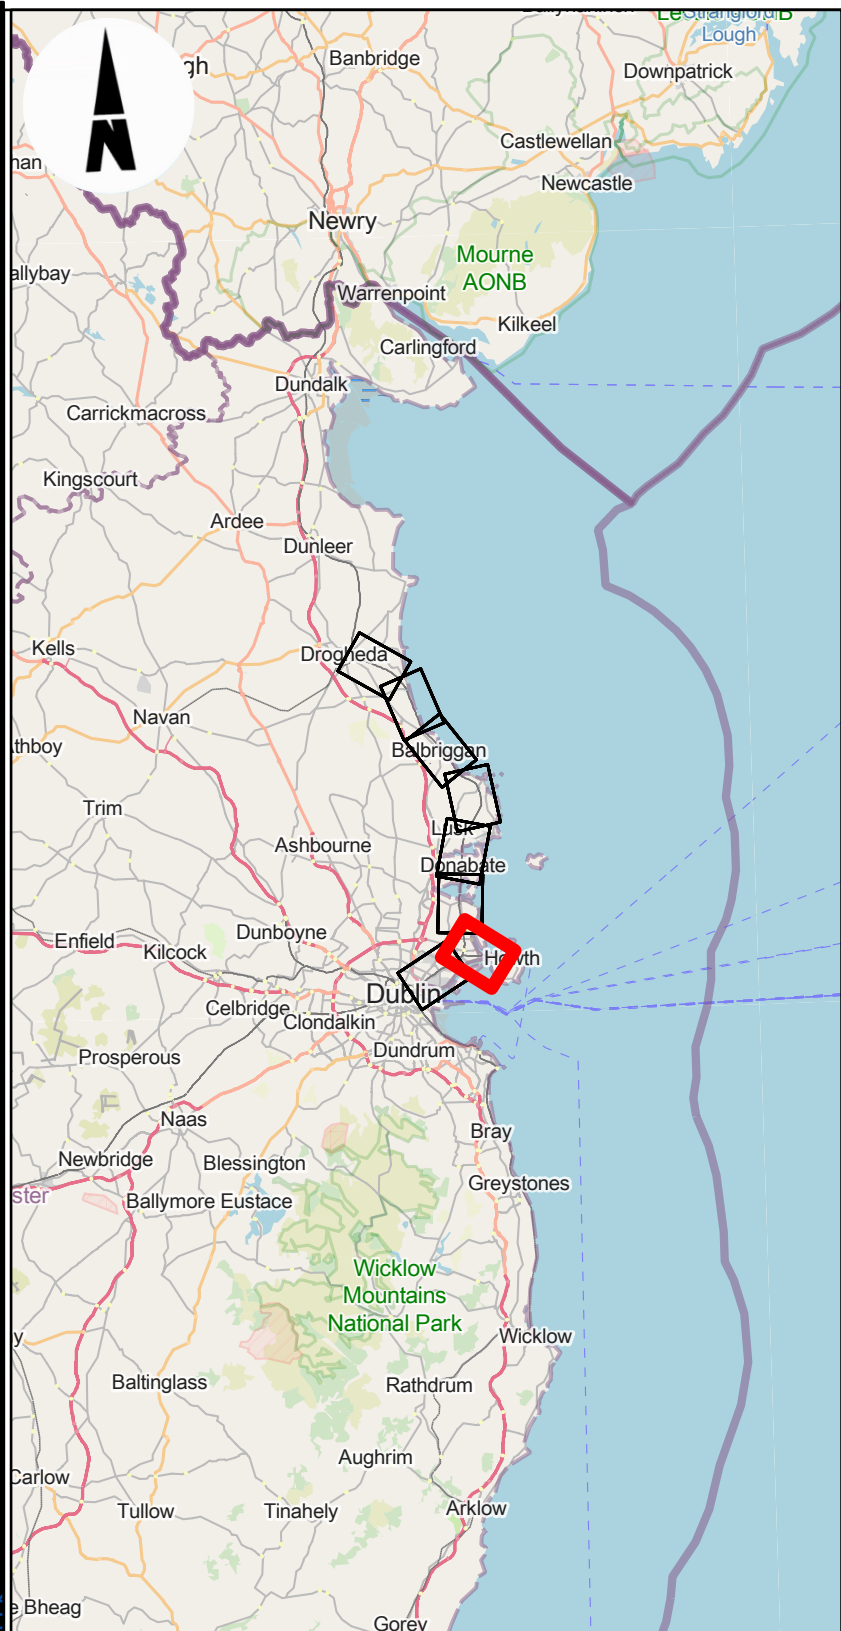 Lough
gh
Banbridge
Downpatrick
N
Castlewellan
Newcastle
Newry
Mourne
AONB
allybay
Warrenpoint
Kilkeel
Carlingford
Dundalk
Carrickmacross
Kingscourt
Ardee
Dunleer
Kells
Drogheda
Navan
Balbriggan
Trim
Lusk
Ashbourne
Donabate
Dunboyne
Enfield
Kilcock
Howth
Dublin
Celbridge
Clondalkin
Dundrum
Prosperous
Naas
Bray
Newbridge
Blessington
Greystones
ster
Ballymore Eustace
Wicklow
Mountains
National Park
Wicklow
Baltinglass
Rathdrum
Aughrim
Carlow
Tullow
Tinahely
Arklow
e Bheag
Gorey